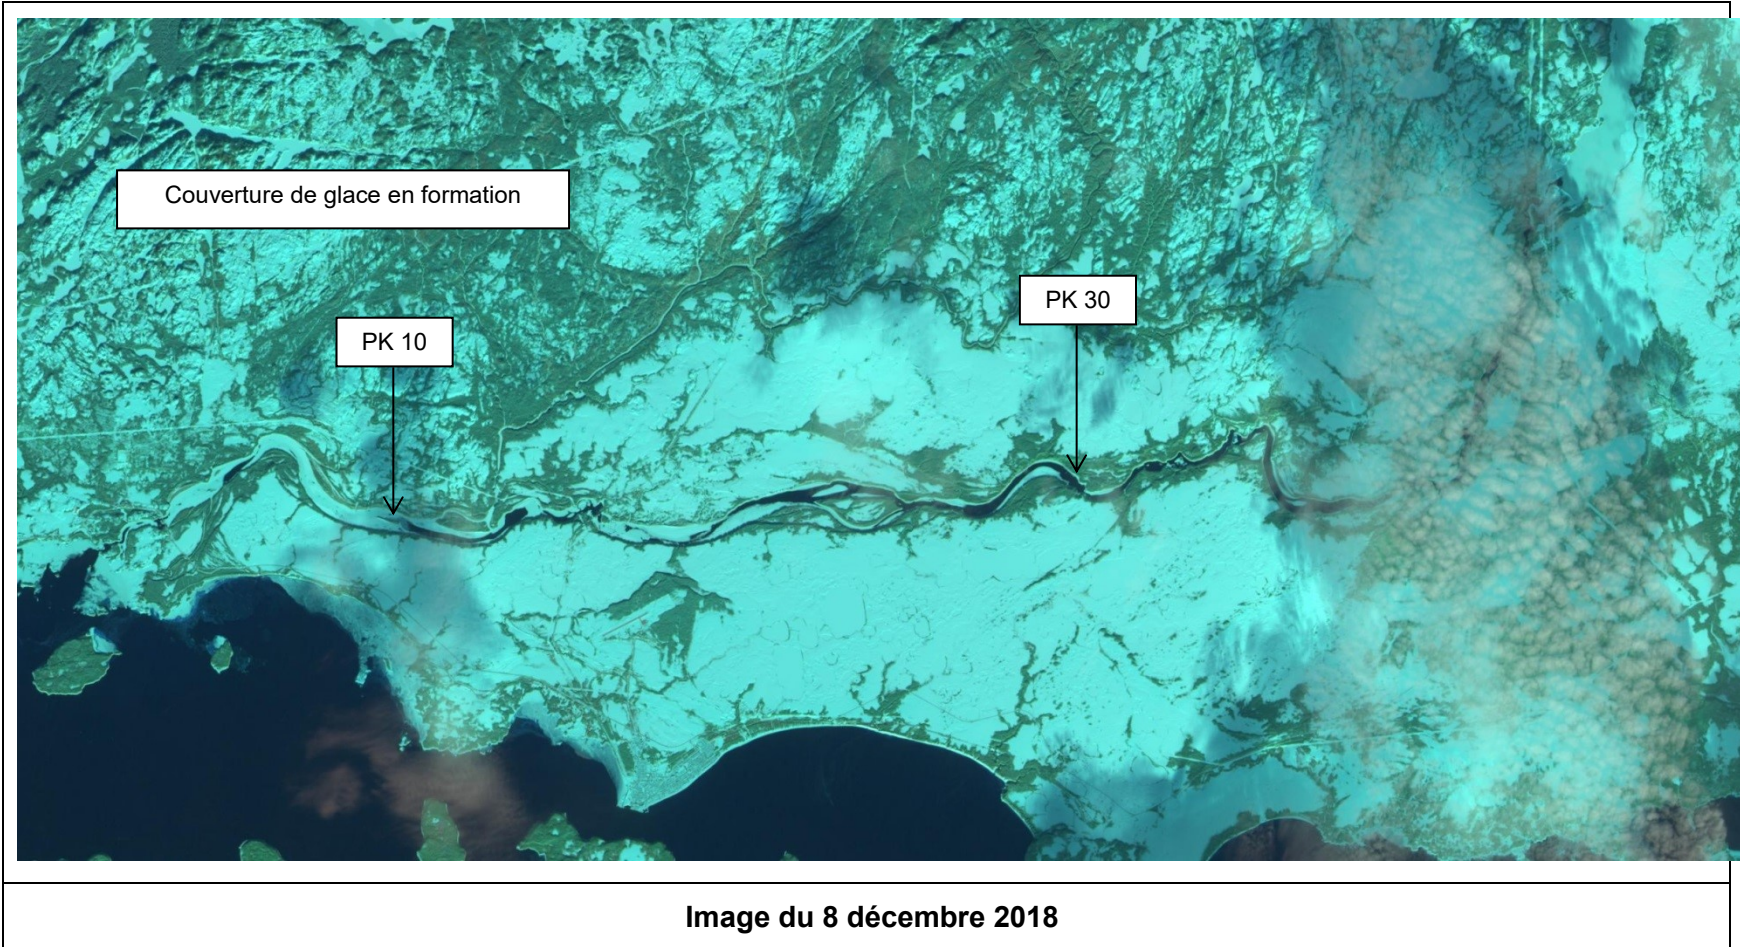 Couverture de glace en formation
PK 30
PK 10
Image du 8 décembre 2018